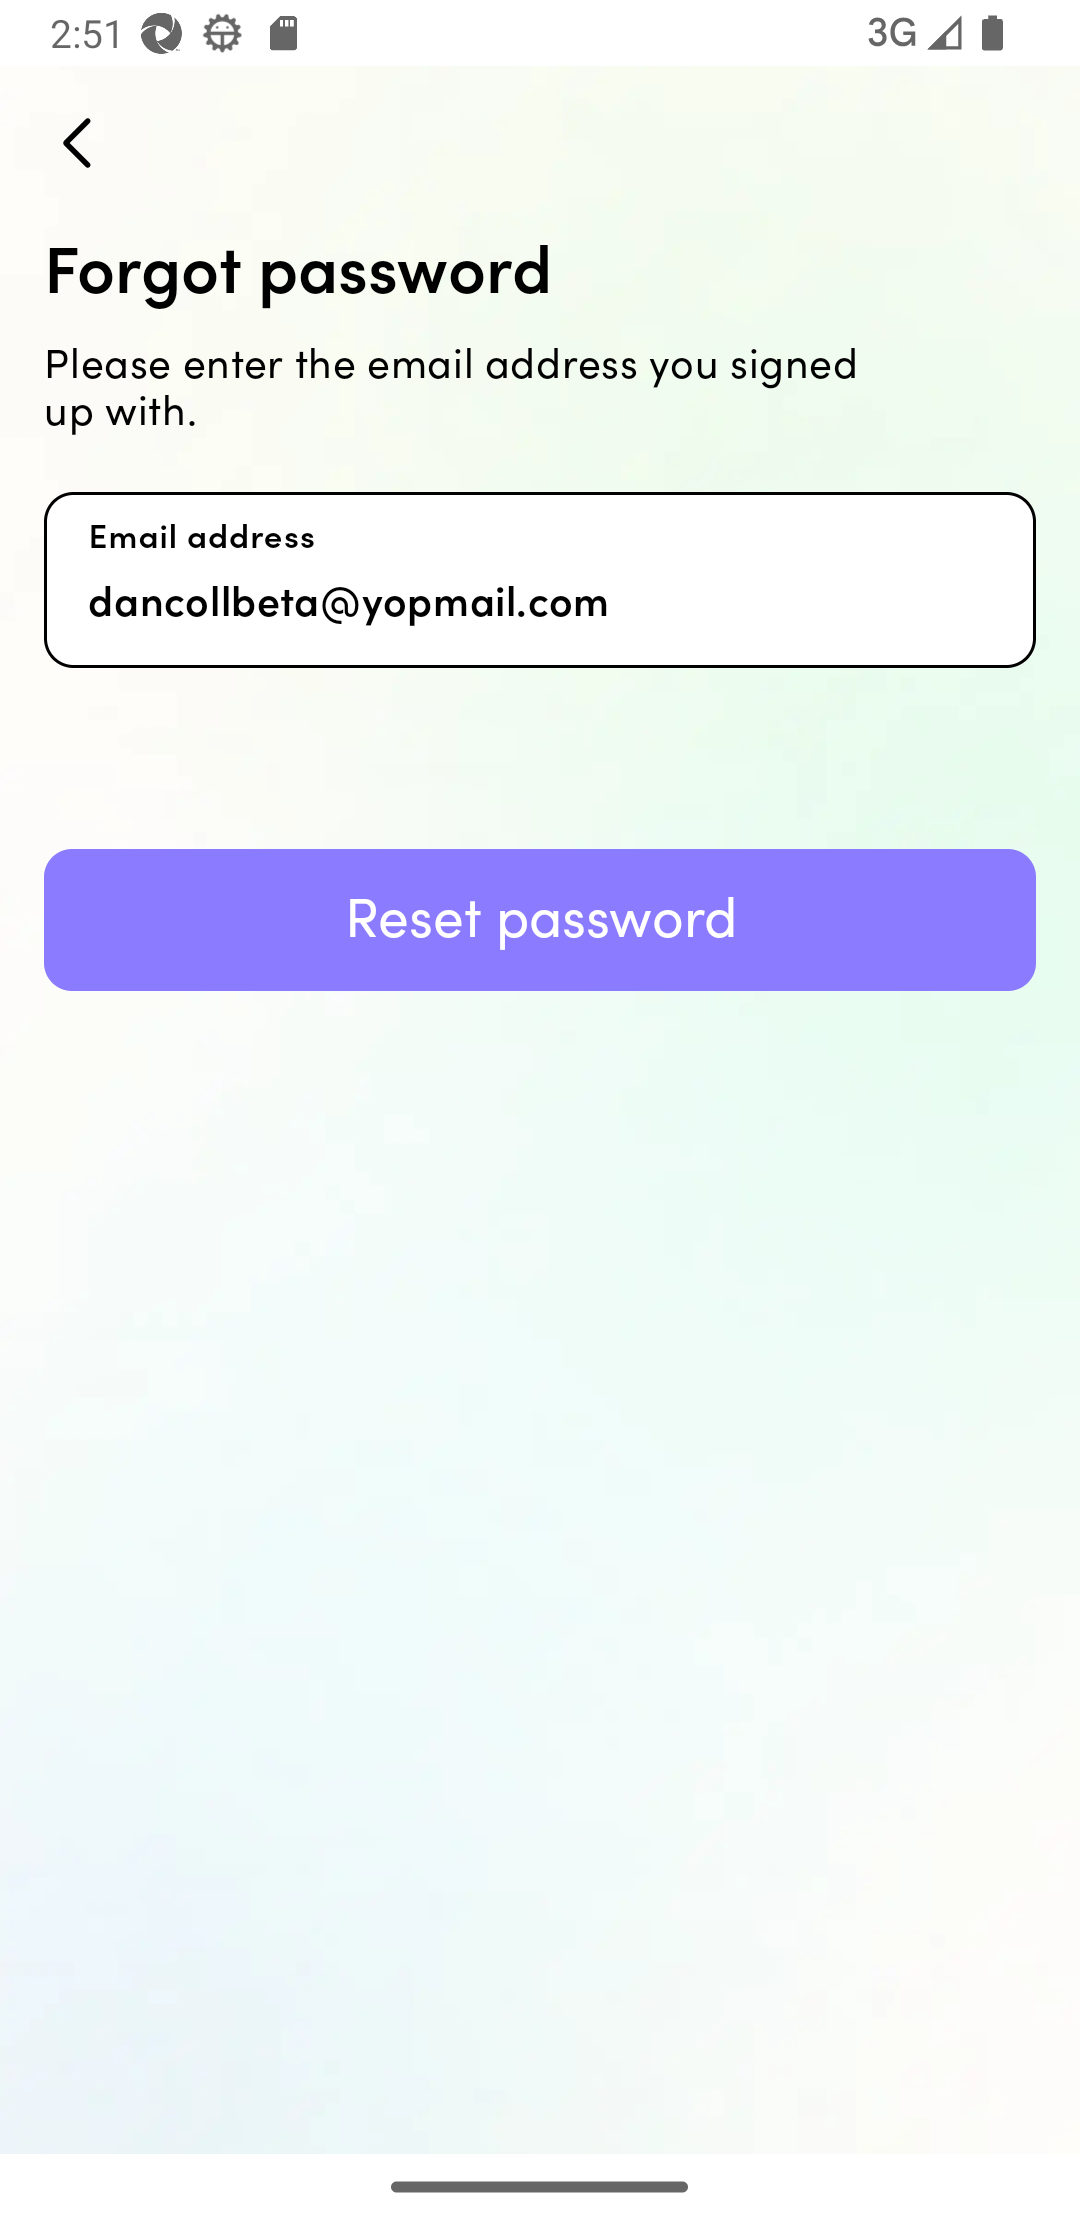 2:51
3G
Forgot password
Please enter the email address you signed
up with.
Email address
dancollbeta@yopmail.com
Reset password